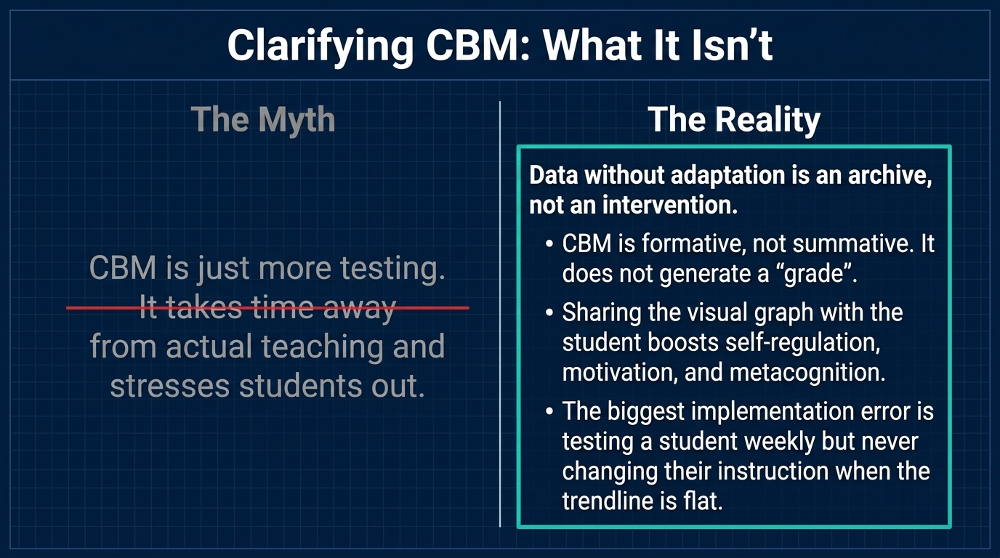 Clarifying CBM: What It Isn’t
The Myth
CBM is just more testing.
It takes time away
from actual teaching and
stresses students out.
The Reality
Data without adaptation is an archive,
not an intervention.
• CBM is formative, not summative. It
does not generate a “grade”.
• Sharing the visual graph with the
student boosts self-regulation,
motivation, and metacognition.
• The biggest implementation error is
testing a student weekly but never
changing their instruction when the
trendline is flat.